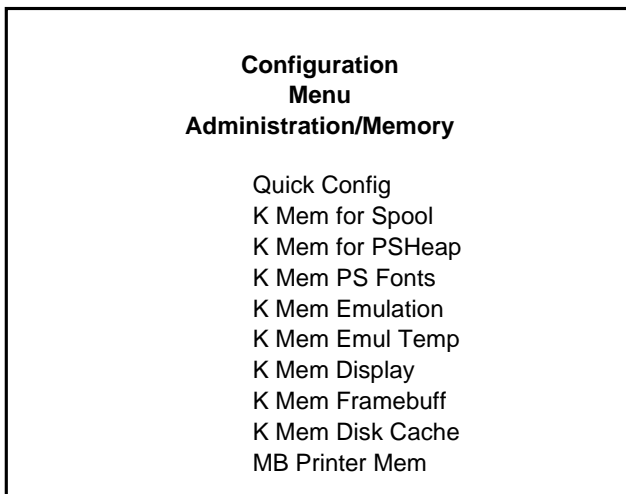 Configuration
Menu
Administration/Memory
Quick Config
K Mem for Spool
K Mem for PSHeap
K Mem PS Fonts
K Mem Emulation
K Mem Emul Temp
K Mem Display
K Mem Framebuff
K Mem Disk Cache
MB Printer Mem